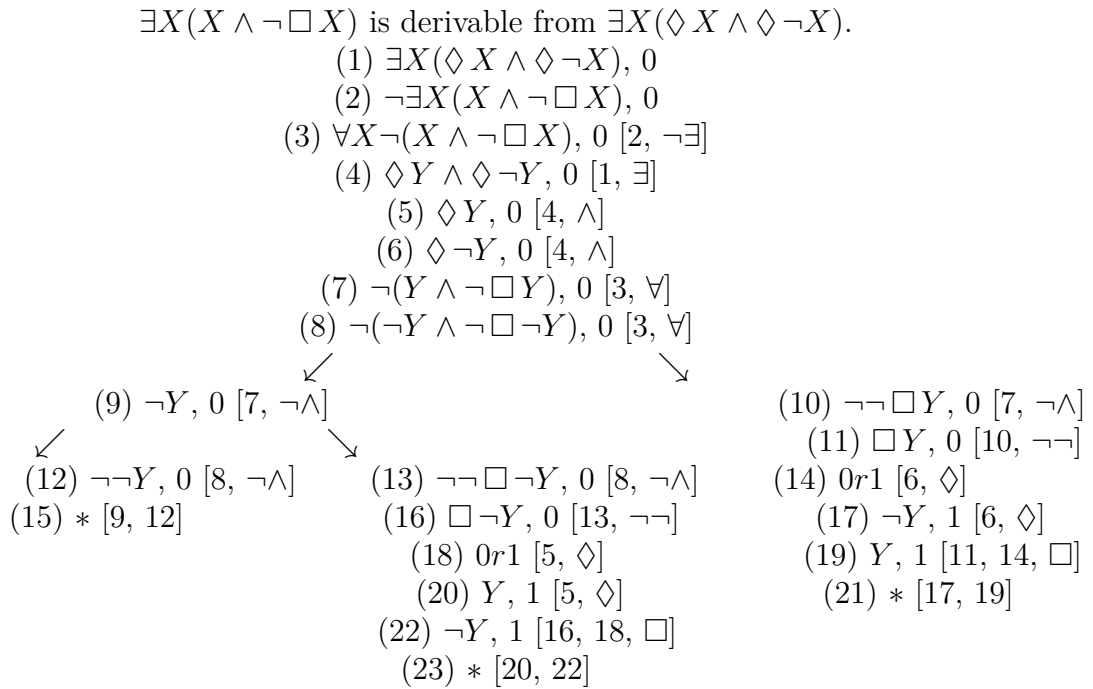 ∃X(X ∧ ¬ □ X) is derivable from ∃X(◊ X ∧ ◊ ¬X).
(1) ∃X(◊ X ∧ ◊ ¬X), 0
(2) ¬∃X(X ∧ ¬ □ X), 0
(3) ∀X¬(X ∧ ¬ □ X), 0 [2, ¬∃]
(4) ◊ Y ∧ ◊ ¬Y, 0 [1, ∃]
(5) ◊ Y, 0 [4, ∧]
(6) ◊ ¬Y, 0 [4, ∧]
(7) ¬(Y ∧ ¬ □ Y), 0 [3, ∀]
(8) ¬(¬Y ∧ ¬ □ ¬Y), 0 [3, ∀]
↙ ↘
(9) ¬Y, 0 [7, ¬∧] (10) ¬¬ □ Y, 0 [7, ¬∧]
↙ ↘ (11) □ Y, 0 [10, ¬¬]
(12) ¬¬Y, 0 [8, ¬∧] (13) ¬¬ □ ¬Y, 0 [8, ¬∧] (14) 0r1 [6, ◊]
(15) ∗ [9, 12] (16) □ ¬Y, 0 [13, ¬¬] (17) ¬Y, 1 [6, ◊]
(18) 0r1 [5, ◊] (19) Y, 1 [11, 14, □]
(20) Y, 1 [5, ◊] (21) ∗ [17, 19]
(22) ¬Y, 1 [16, 18, □]
(23) ∗ [20, 22]